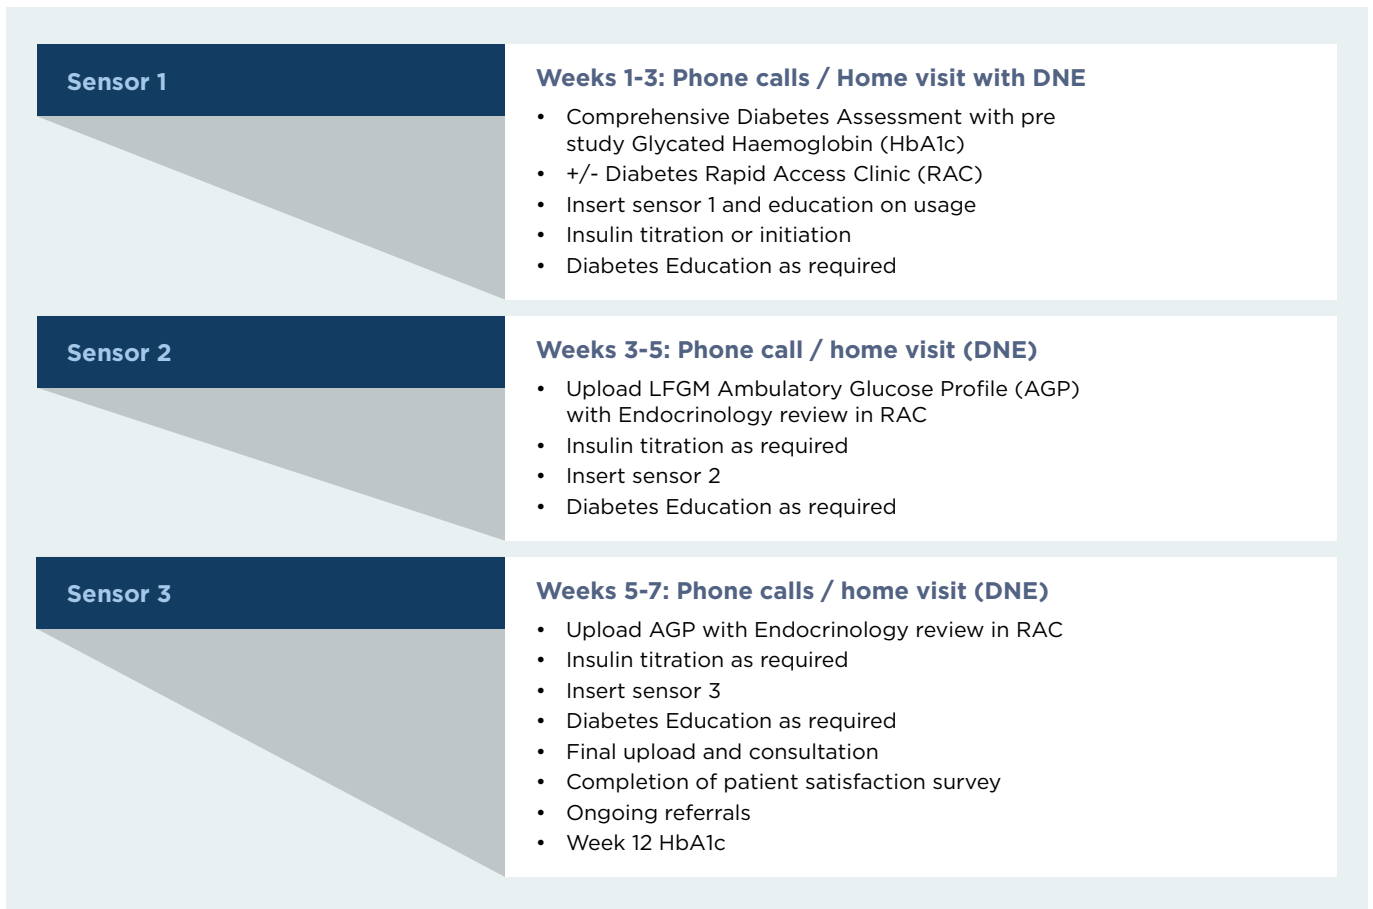 Sensor 1
Weeks 1-3: Phone calls / Home visit with DNE
• Comprehensive Diabetes Assessment with pre
study Glycated Haemoglobin (HbA1c)
• +/- Diabetes Rapid Access Clinic (RAC)
• Insert sensor 1 and education on usage
• Insulin titration or initiation
• Diabetes Education as required
Sensor 2
Weeks 3-5: Phone call / home visit (DNE)
• Upload LFGM Ambulatory Glucose Profile (AGP)
with Endocrinology review in RAC
• Insulin titration as required
• Insert sensor 2
• Diabetes Education as required
Sensor 3
Weeks 5-7: Phone calls / home visit (DNE)
• Upload AGP with Endocrinology review in RAC
• Insulin titration as required
• Insert sensor 3
• Diabetes Education as required
• Final upload and consultation
• Completion of patient satisfaction survey
• Ongoing referrals
• Week 12 HbA1c